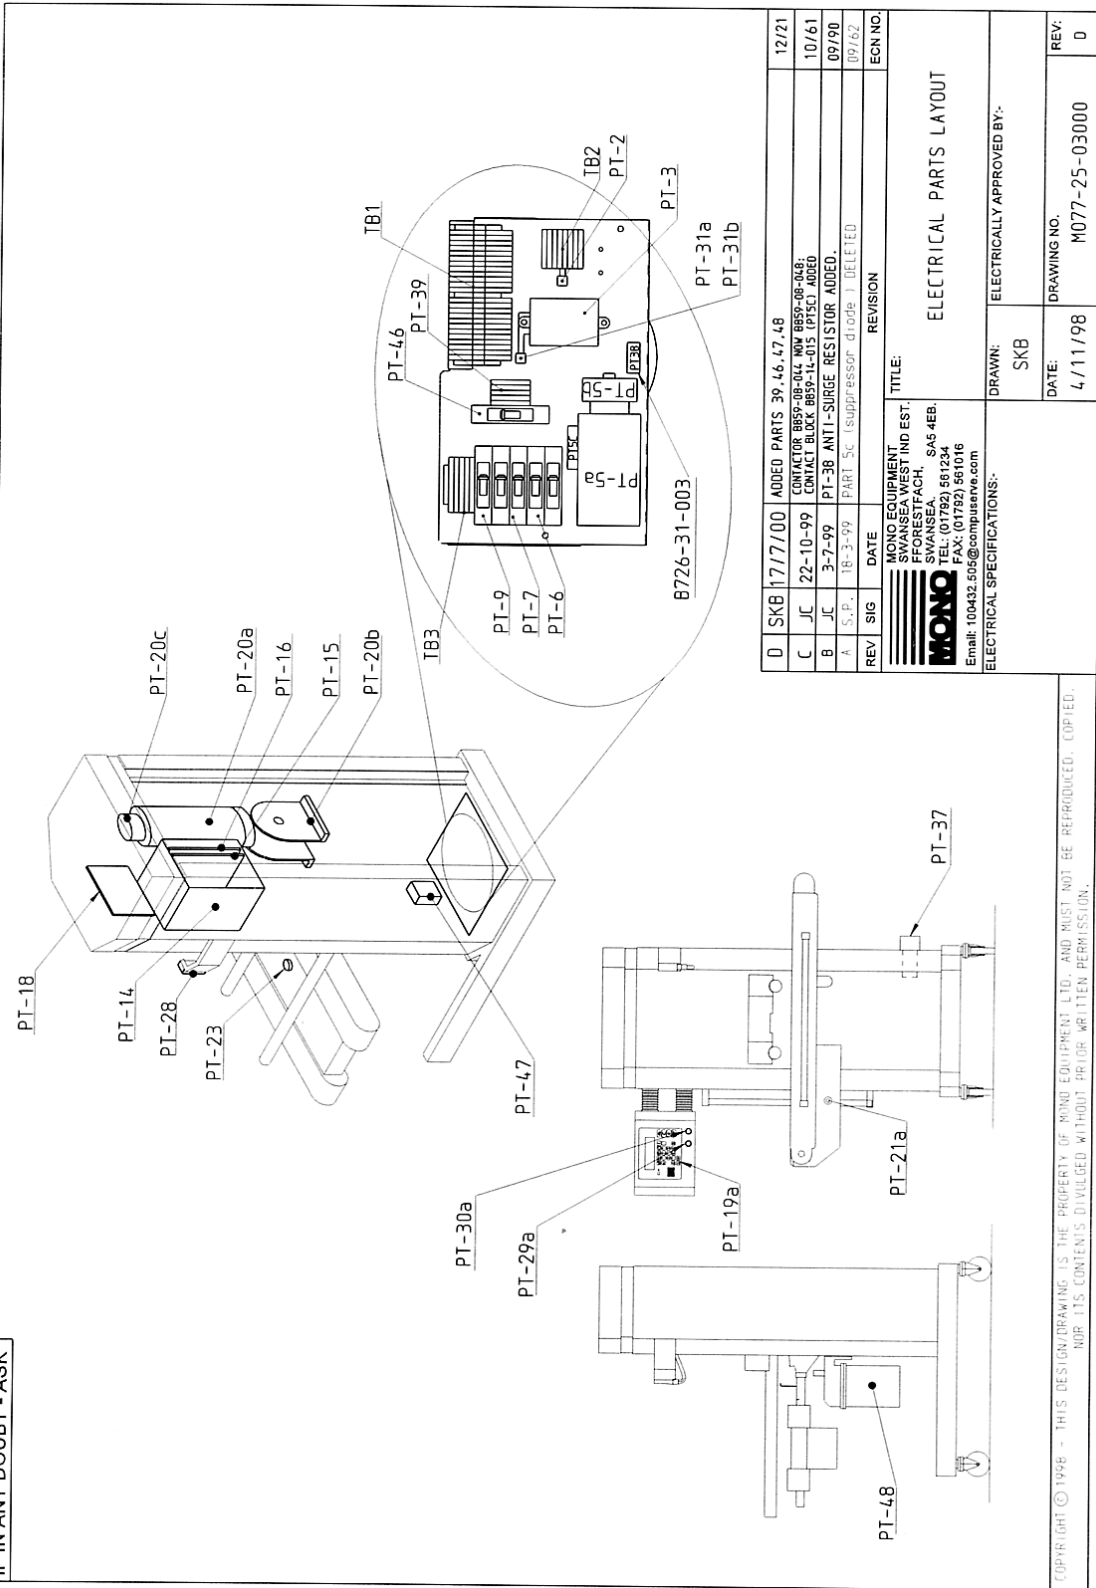 IF IN ANY DOUBT - ASK
PT-18
PT-14
PT-28
PT-23
PT-47
PT-20c
PT-20a
PT-16
PT-15
PT-20b
TB3
PT-9
PT-7
PT-6
B726-31-003
PT-46
PT-39
TB1
TB2
PT-2
PT-3
PT-31a
PT-31b
PT-5a
PT-5b
PT5C
PT3B
PT-48
PT-30a
PT-29a
PT-19a
PT-21a
PT-37
D SKB 17/7/00 ADDED PARTS 39.46.47.48 12/21
C JC 22-10-99 CONTACTOR B859-08-044 NOW B859-08-048;
CONTACT BLOCK B859-14-015 (PT5C) ADDED 10/61
B JC 3-7-99 PT-3B ANTI-SURGE RESISTOR ADDED. 09/90
A S.P. 18-3-99 PART 5c (suppressor diode ) DELETED 09/62
REV SIG DATE REVISION ECN NO.
MONO
MONO EQUIPMENT
SWANSEA WEST IND EST.
FFORESTFACH,
SWANSEA. SA5 4EB.
TEL: (01792) 561234
FAX: (01792) 561016
Email: 100432.505@compuserve.com
TITLE:
ELECTRICAL PARTS LAYOUT
ELECTRICAL SPECIFICATIONS:-
DRAWN:
SKB
ELECTRICALLY APPROVED BY:-
DATE:
4/11/98
DRAWING NO.
M077-25-03000
REV:
D
COPYRIGHT © 1998 - THIS DESIGN/DRAWING IS THE PROPERTY OF MONO EQUIPMENT LTD. AND MUST NOT BE REPRODUCED. COPIED.
NOR ITS CONTENTS DIVULGED WITHOUT PRIOR WRITTEN PERMISSION.